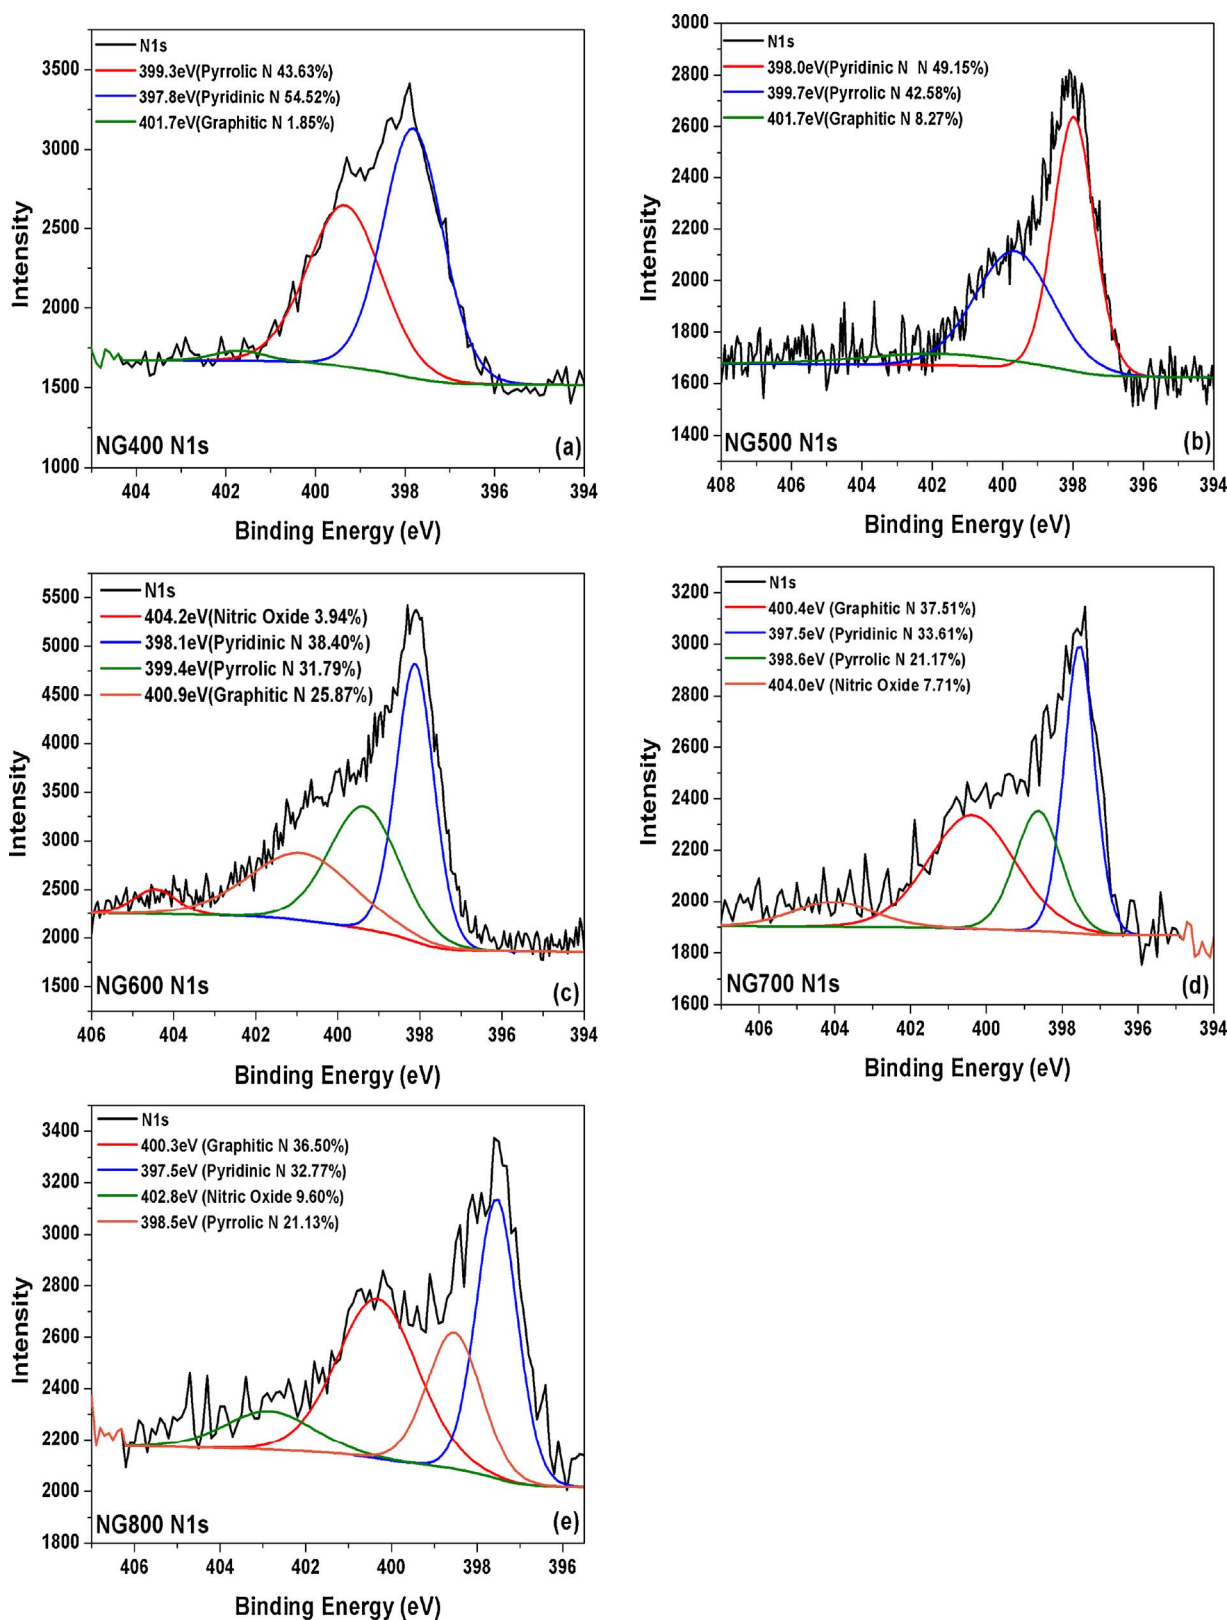 N1s
399.3eV(Pyrrolic N 43.63%)
397.8eV(Pyridinic N 54.52%)
401.7eV(Graphitic N 1.85%)
3500
3000
2500
2000
1500
1000
Intensity
NG400 N1s
(a)
404 402 400 398 396 394
Binding Energy (eV)
N1s
398.0eV(Pyridinic N N 49.15%)
399.7eV(Pyrrolic N 42.58%)
401.7eV(Graphitic N 8.27%)
3000
2800
2600
2400
2200
2000
1800
1600
1400
Intensity
NG500 N1s
(b)
408 406 404 402 400 398 396 394
Binding Energy (eV)
N1s
404.2eV(Nitric Oxide 3.94%)
398.1eV(Pyridinic N 38.40%)
399.4eV(Pyrrolic N 31.79%)
400.9eV(Graphitic N 25.87%)
5500
5000
4500
4000
3500
3000
2500
2000
1500
Intensity
NG600 N1s
(c)
406 404 402 400 398 396 394
Binding Energy (eV)
N1s
400.4eV (Graphitic N 37.51%)
397.5eV (Pyridinic N 33.61%)
398.6eV (Pyrrolic N 21.17%)
404.0eV (Nitric Oxide 7.71%)
3200
3000
2800
2600
2400
2200
2000
1800
1600
Intensity
NG700 N1s
(d)
406 404 402 400 398 396 394
Binding Energy (eV)
N1s
400.3eV (Graphitic N 36.50%)
397.5eV (Pyridinic N 32.77%)
402.8eV (Nitric Oxide 9.60%)
398.5eV (Pyrrolic N 21.13%)
3400
3200
3000
2800
2600
2400
2200
2000
1800
Intensity
NG800 N1s
(e)
406 404 402 400 398 396
Binding Energy (eV)